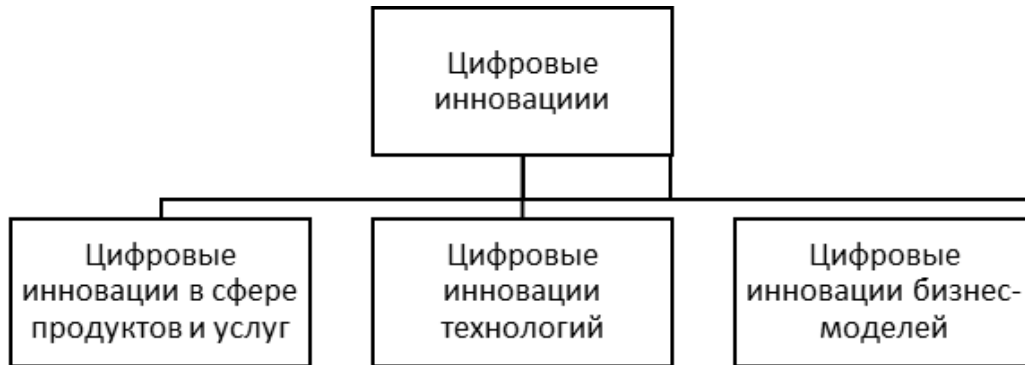 Цифровые
инновациии
Цифровые
инновации в сфере
продуктов и услуг
Цифровые
инновации
технологий
Цифровые
инновации бизнес-
моделей